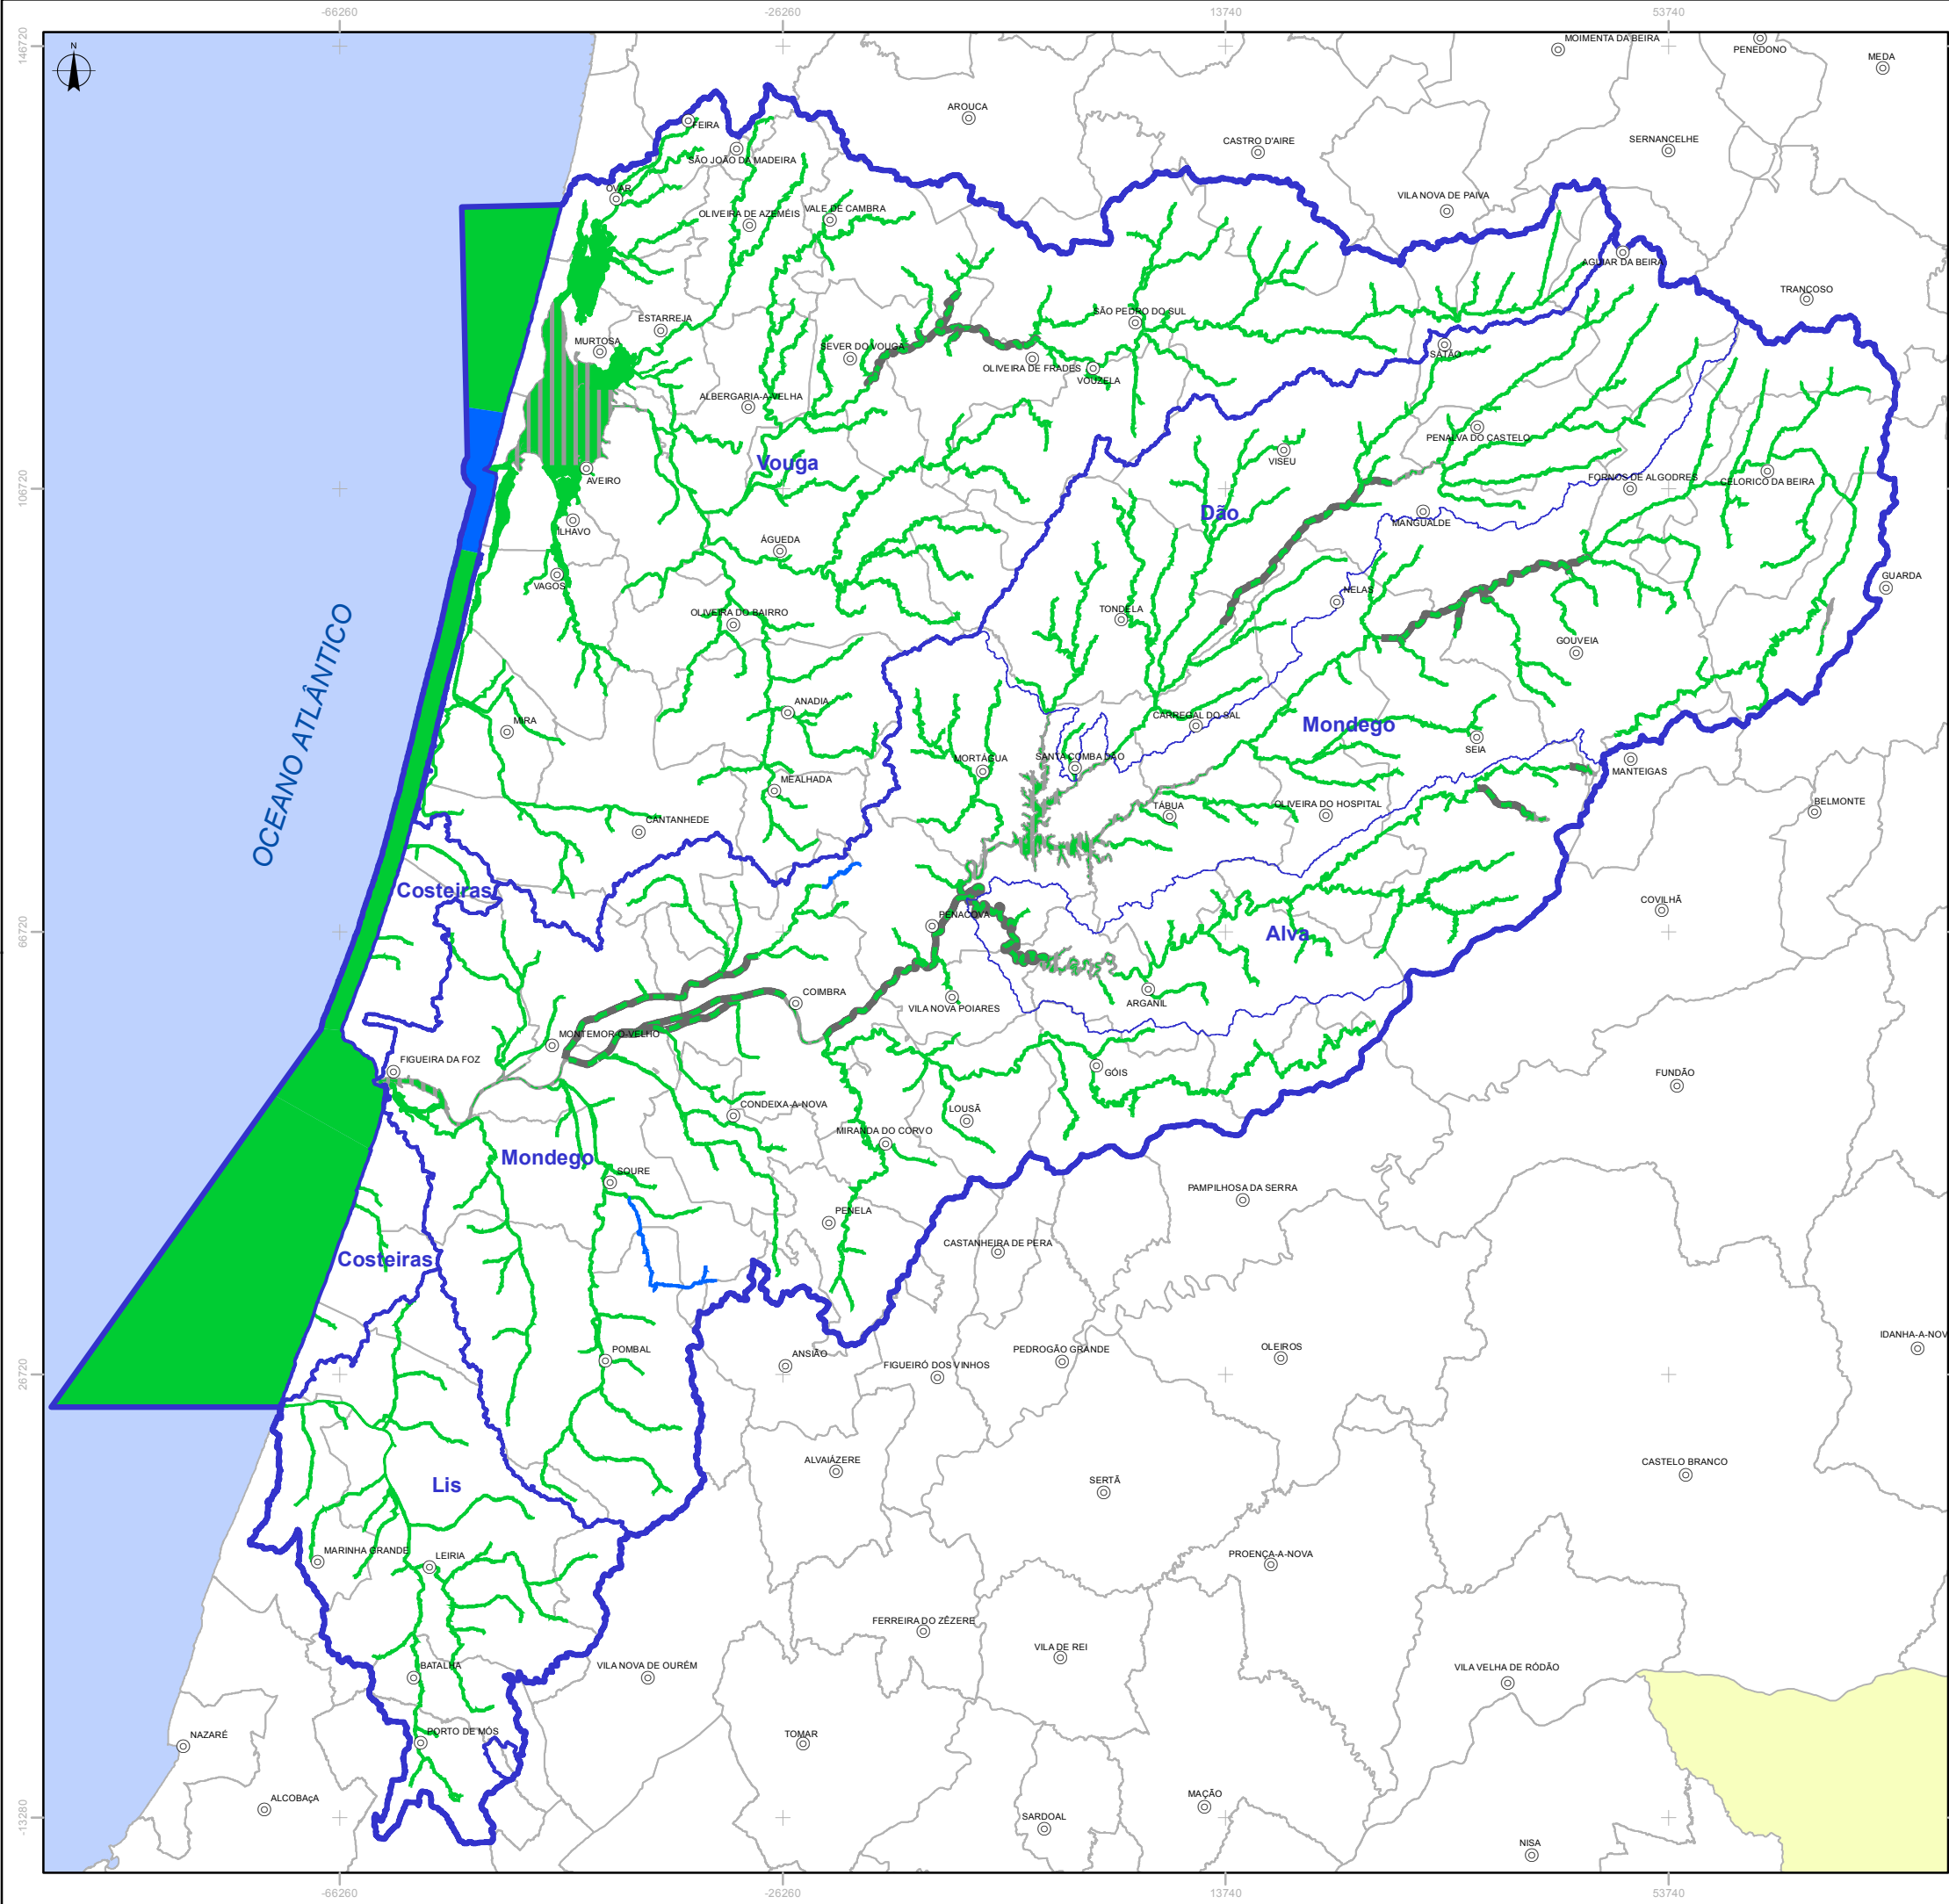 -66260
-26260
13740
53740
146720
N
MOIMENTA DA BEIRA
PENEDONO
MEDA
AROUCA
FEIRA
CASTRO D'AIRE
SERNANCELHE
SÃO JOÃO DA MADEIRA
OVAR
VILA NOVA DE PAIVA
OLIVEIRA DE AZEMÉIS
VALE DE CAMBRA
AGUIAR DA BEIRA
TRANCOSO
SÃO PEDRO DO SUL
ESTARREJA
MURTOSA
SEVER DO VOUGA
SÁTÃO
OLIVEIRA DE FRADES
VOUZELA
ALBERGARIA-A-VELHA
PENALVA DO CASTELO
Vouga
VISEU
106720
AVEIRO
FORNOS DE ALGODRES
CELORICO DA BEIRA
Dão
MANGUALDE
ÍLHAVO
ÁGUEDA
GUARDA
VAGOS
NELAS
OLIVEIRA DO BAIRRO
TONDELA
GOUVEIA
OCEANO ATLÂNTICO
ANADIA
MIRA
CARREGAL DO SAL
Mondego
SEIA
MORTÁGUA
SANTA COMBA DÃO
MANTEIGAS
MEALHADA
TÁBUA
OLIVEIRA DO HOSPITAL
BELMONTE
CANTANHEDE
Costeiras
COVILHÃ
66720
PENACOVA
Alva
COIMBRA
VILA NOVA POIARES
ARGANIL
MONTEMOR-O-VELHO
FIGUEIRA DA FOZ
GÓIS
FUNDÃO
CONDEIXA-A-NOVA
LOUSÃ
MIRANDA DO CORVO
Mondego
SOURE
PAMPILHOSA DA SERRA
PENELA
CASTANHEIRA DE PERA
Costeiras
IDANHA-A-NOV
POMBAL
ANSIÃO
PEDROGÃO GRANDE
OLEIROS
FIGUEIRÓ DOS VINHOS
26720
ALVAIÁZERE
CASTELO BRANCO
Lis
SERTÃ
MARINHA GRANDE
LEIRIA
PROENÇA-A-NOVA
FERREIRA DO ZÊZERE
VILA DE REI
BATALHA
VILA NOVA DE OURÉM
VILA VELHA DE RÓDÃO
NAZARÉ
PORTO DE MÓS
TOMAR
ALCOBAçA
MAÇÃO
SARDOAL
-13280
NISA
-66260
-26260
13740
53740